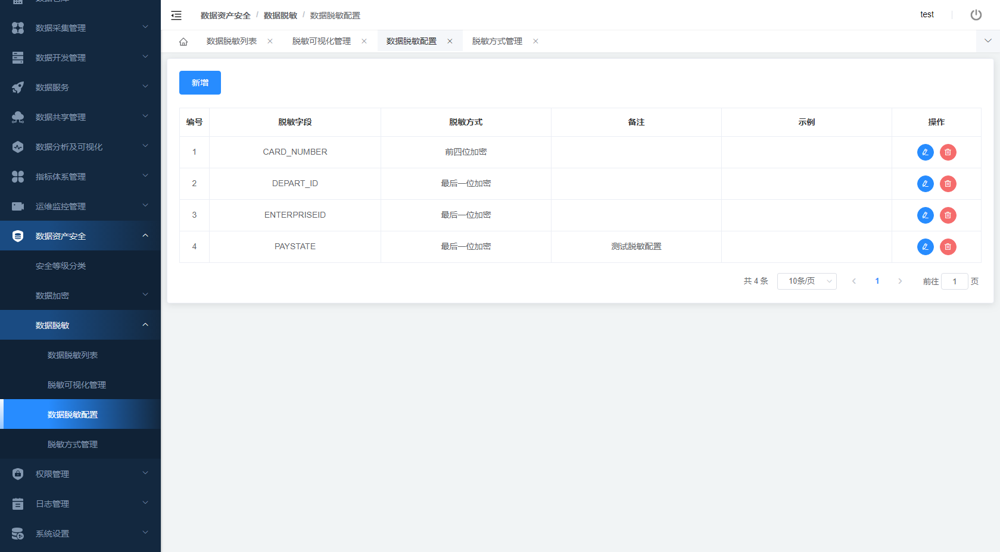 数据采集管理
数据开发管理
数据服务
数据共享管理
数据分析及可视化
指标体系管理
运维监控管理
数据资产安全
安全等级分类
数据加密
数据脱敏
数据脱敏列表
脱敏可视化管理
数据脱敏配置
脱敏方式管理
权限管理
日志管理
系统设置
数据资产安全 / 数据脱敏 / 数据脱敏配置
test
数据脱敏列表 脱敏可视化管理 数据脱敏配置 脱敏方式管理
新增
编号 脱敏字段 脱敏方式 备注 示例 操作
1 CARD_NUMBER 前四位加密
2 DEPART_ID 最后一位加密
3 ENTERPRISEID 最后一位加密
4 PAYSTATE 最后一位加密 测试脱敏配置
共 4 条 10条/页 1 前往 1 页